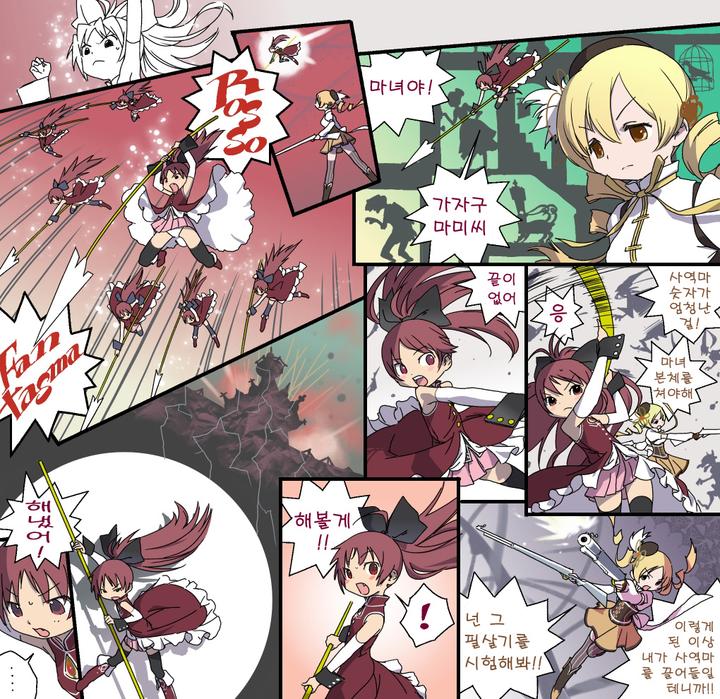 마녀야!
가자구
마미씨
사역마
숫자가
엄청난
걸!
마녀
본체를
쳐야해
응
끝이
없어
이렇게
된 이상
내가 사역마
를 끌어들일
테니까!!
넌 그
필살기를
시험해봐!!
!
해볼게
!!
Rosso
Fan
tasma
해
냈
어
!
.....